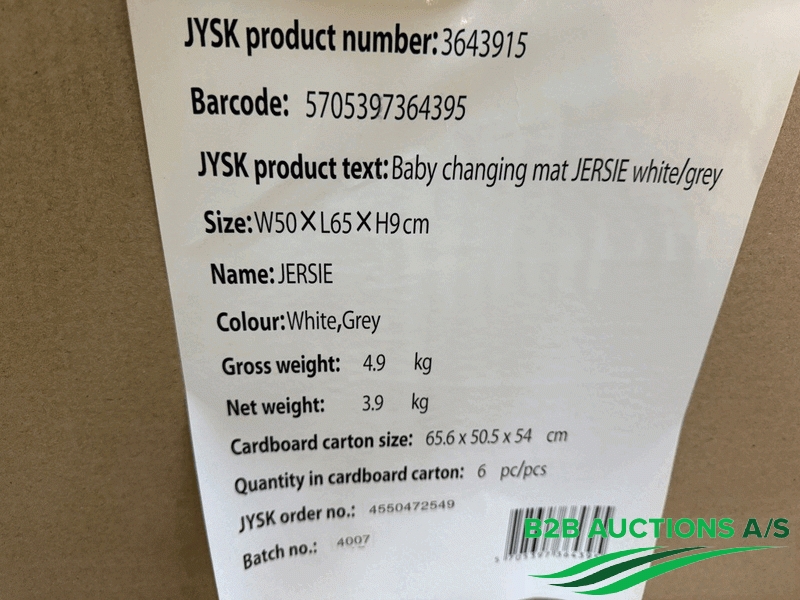 JYSK product number: 3643915
Barcode: 5705397364395
JYSK product text: Baby changing mat JERSIE white/grey
Size: W50×L65×H9cm
Name: JERSIE
Colour: White,Grey
Gross weight: 4.9 kg
Net weight: 3.9 kg
Cardboard carton size: 65.6 x 50.5 x 54 cm
Quantity in cardboard carton: 6 pc/pcs
JYSK order no.: 4550472549
Batch no.: 4007
B2B AUCTIONS A/S